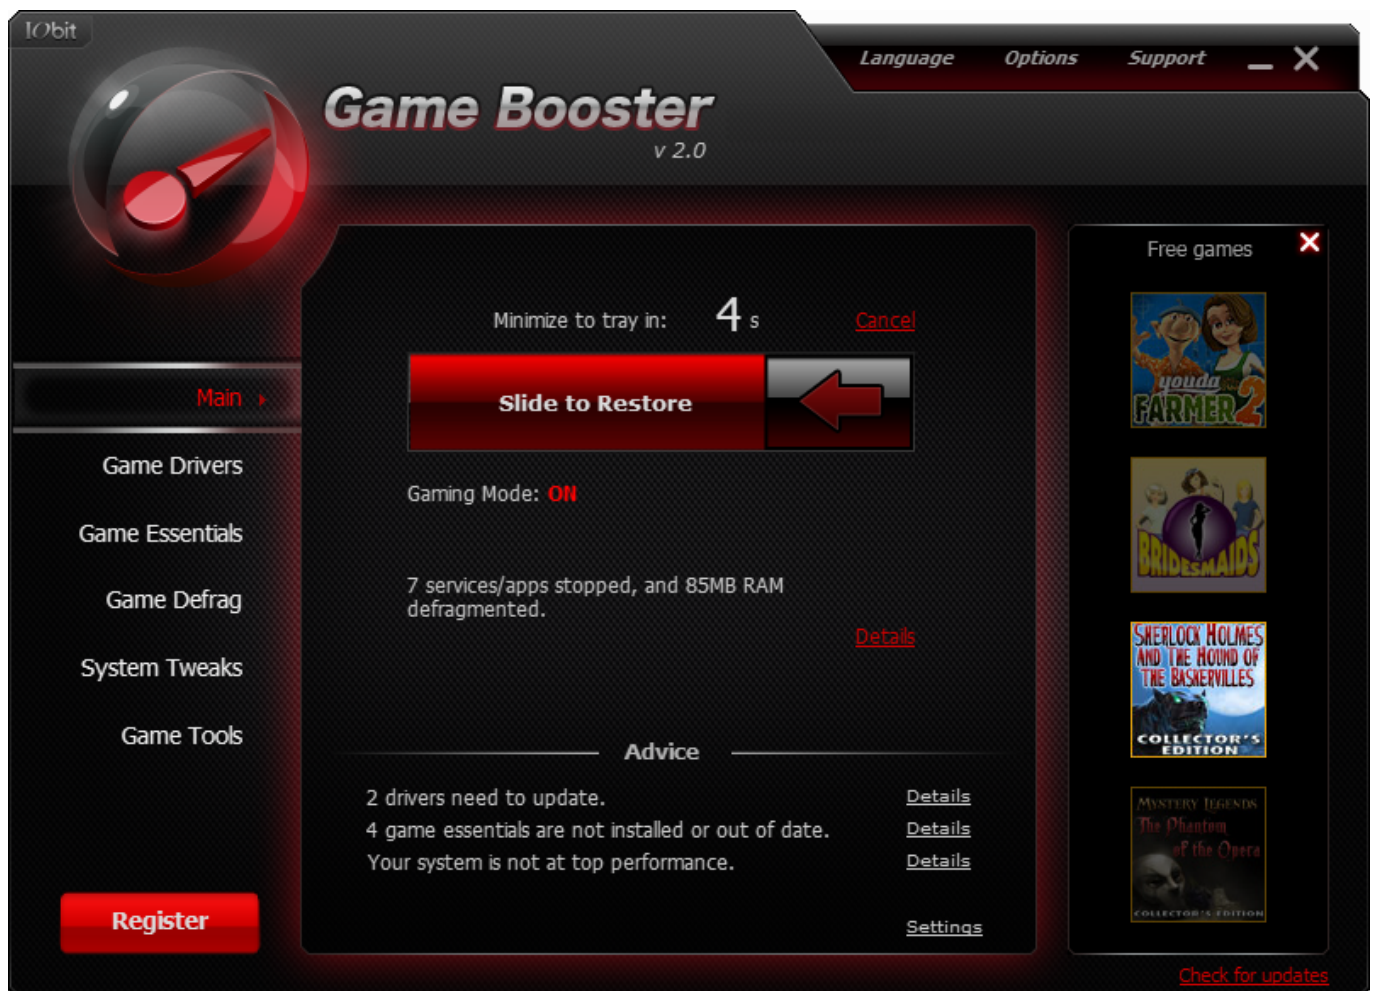 IObit
Language Options Support
Game Booster
v 2.0
Minimize to tray in: 4 s Cancel
Slide to Restore
Gaming Mode: ON
7 services/apps stopped, and 85MB RAM
defragmented.
Details
Main
Game Drivers
Game Essentials
Game Defrag
System Tweaks
Game Tools
Register
Advice
2 drivers need to update. Details
4 game essentials are not installed or out of date. Details
Your system is not at top performance. Details
Settings
Free games
youda
FARMER 2
BRIDESMAIDS
SHERLOCK HOLMES
AND THE HOUND OF
THE BASKERVILLES
COLLECTOR'S
EDITION
MYSTERY LEGENDS
The Phantom
of the Opera
COLLECTOR'S EDITION
Check for updates